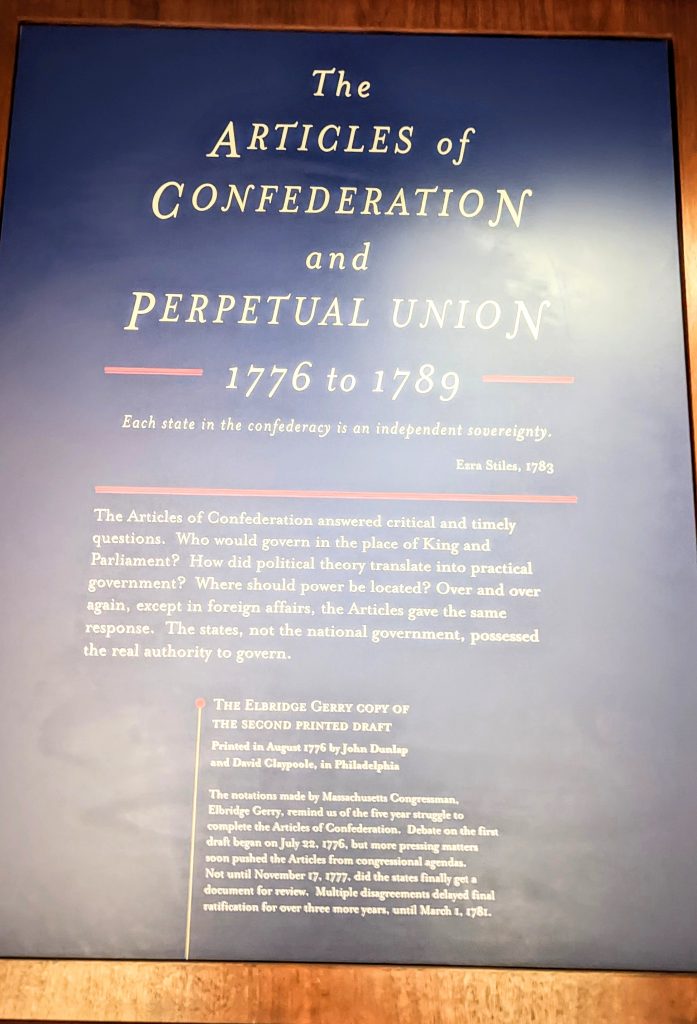 The
ARTICLES of
CONFEDERATION
and
PERPETUAL UNION
1776 to 1789
Each state in the confederacy is an independent sovereignty.
Ezra Stiles, 1783
The Articles of Confederation answered critical and timely
questions. Who would govern in the place of King and
Parliament? How did political theory translate into practical
government? Where should power be located? Over and over
again, except in foreign affairs, the Articles gave the same
response. The states, not the national government, possessed
the real authority to govern.
THE ELBRIDGE GERRY COPY OF
THE SECOND PRINTED DRAFT
Printed in August 1776 by John Dunlap
and David Claypoole, in Philadelphia
The notations made by Massachusetts Congressman,
Elbridge Gerry, remind us of the five year struggle to
complete the Articles of Confederation. Debate on the first
draft began on July 22, 1776, but more pressing matters
soon pushed the Articles from congressional agendas.
Not until November 17, 1777, did the states finally get a
document for review. Multiple disagreements delayed final
ratification for over three more years, until March 1, 1781.